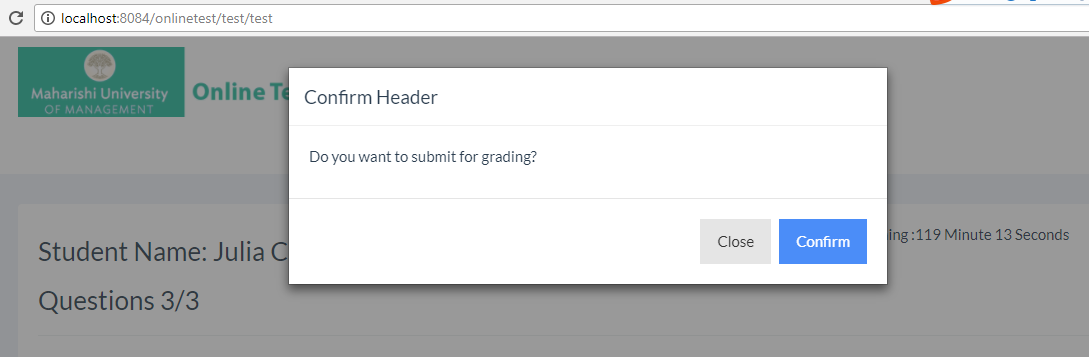 localhost:8084/onlinetest/test/test
Maharishi University
OF MANAGEMENT
Online Te
Confirm Header
Do you want to submit for grading?
Close
Confirm
ing :119 Minute 13 Seconds
Student Name: Julia C
Questions 3/3